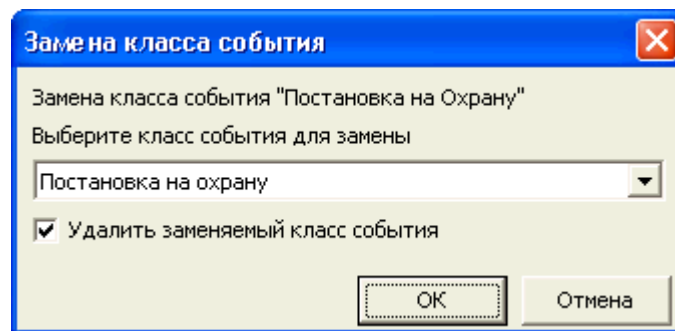 Замена класса события
Замена класса события "Постановка на Охрану"
Выберите класс события для замены
Постановка на охрану
Удалить заменяемый класс события
ОК
Отмена